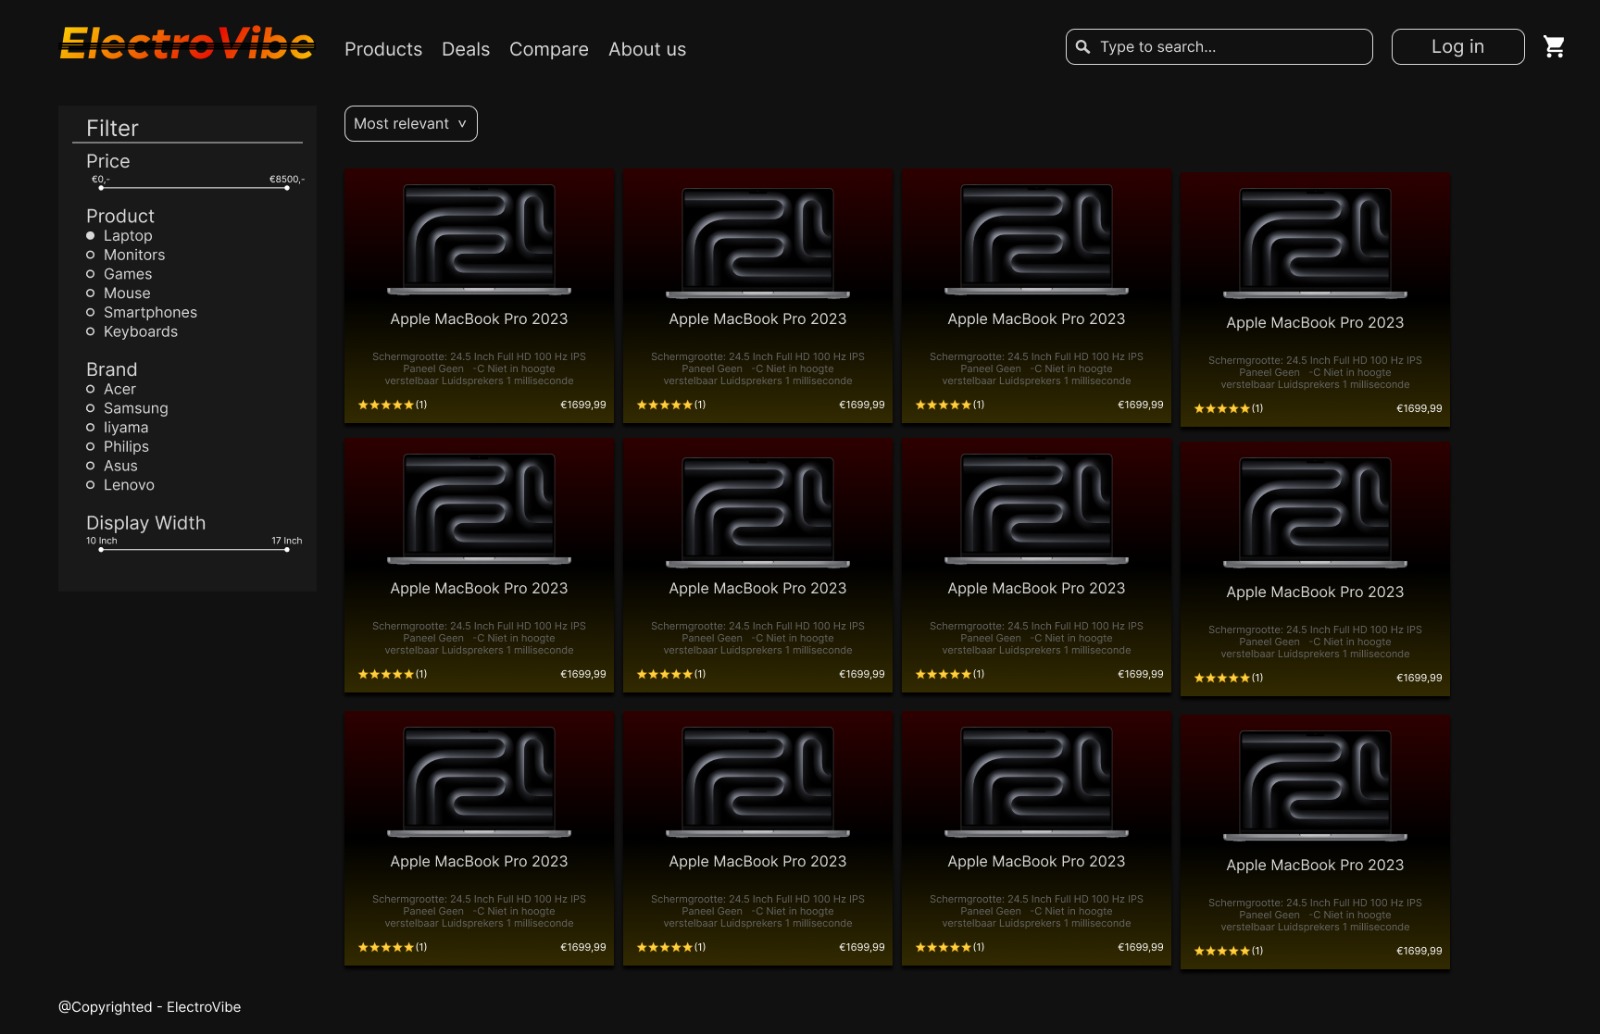 ElectroVibe
Products Deals Compare About us
Type to search...
Log in
Filter
Price
€0,- €8500,-
Product
Laptop
Monitors
Games
Mouse
Smartphones
Keyboards
Brand
Acer
Samsung
Iiyama
Philips
Asus
Lenovo
Display Width
10 Inch 17 Inch
Most relevant
Apple MacBook Pro 2023
Schermgrootte: 24.5 Inch Full HD 100 Hz IPS
Paneel Geen -C Niet in hoogte
verstelbaar Luidsprekers 1 milliseconde
(1) €1699,99
Apple MacBook Pro 2023
Schermgrootte: 24.5 Inch Full HD 100 Hz IPS
Paneel Geen -C Niet in hoogte
verstelbaar Luidsprekers 1 milliseconde
(1) €1699,99
Apple MacBook Pro 2023
Schermgrootte: 24.5 Inch Full HD 100 Hz IPS
Paneel Geen -C Niet in hoogte
verstelbaar Luidsprekers 1 milliseconde
(1) €1699,99
Apple MacBook Pro 2023
Schermgrootte: 24.5 Inch Full HD 100 Hz IPS
Paneel Geen -C Niet in hoogte
verstelbaar Luidsprekers 1 milliseconde
(1) €1699,99
Apple MacBook Pro 2023
Schermgrootte: 24.5 Inch Full HD 100 Hz IPS
Paneel Geen -C Niet in hoogte
verstelbaar Luidsprekers 1 milliseconde
(1) €1699,99
Apple MacBook Pro 2023
Schermgrootte: 24.5 Inch Full HD 100 Hz IPS
Paneel Geen -C Niet in hoogte
verstelbaar Luidsprekers 1 milliseconde
(1) €1699,99
Apple MacBook Pro 2023
Schermgrootte: 24.5 Inch Full HD 100 Hz IPS
Paneel Geen -C Niet in hoogte
verstelbaar Luidsprekers 1 milliseconde
(1) €1699,99
Apple MacBook Pro 2023
Schermgrootte: 24.5 Inch Full HD 100 Hz IPS
Paneel Geen -C Niet in hoogte
verstelbaar Luidsprekers 1 milliseconde
(1) €1699,99
Apple MacBook Pro 2023
Schermgrootte: 24.5 Inch Full HD 100 Hz IPS
Paneel Geen -C Niet in hoogte
verstelbaar Luidsprekers 1 milliseconde
(1) €1699,99
Apple MacBook Pro 2023
Schermgrootte: 24.5 Inch Full HD 100 Hz IPS
Paneel Geen -C Niet in hoogte
verstelbaar Luidsprekers 1 milliseconde
(1) €1699,99
Apple MacBook Pro 2023
Schermgrootte: 24.5 Inch Full HD 100 Hz IPS
Paneel Geen -C Niet in hoogte
verstelbaar Luidsprekers 1 milliseconde
(1) €1699,99
Apple MacBook Pro 2023
Schermgrootte: 24.5 Inch Full HD 100 Hz IPS
Paneel Geen -C Niet in hoogte
verstelbaar Luidsprekers 1 milliseconde
(1) €1699,99
@Copyrighted - ElectroVibe